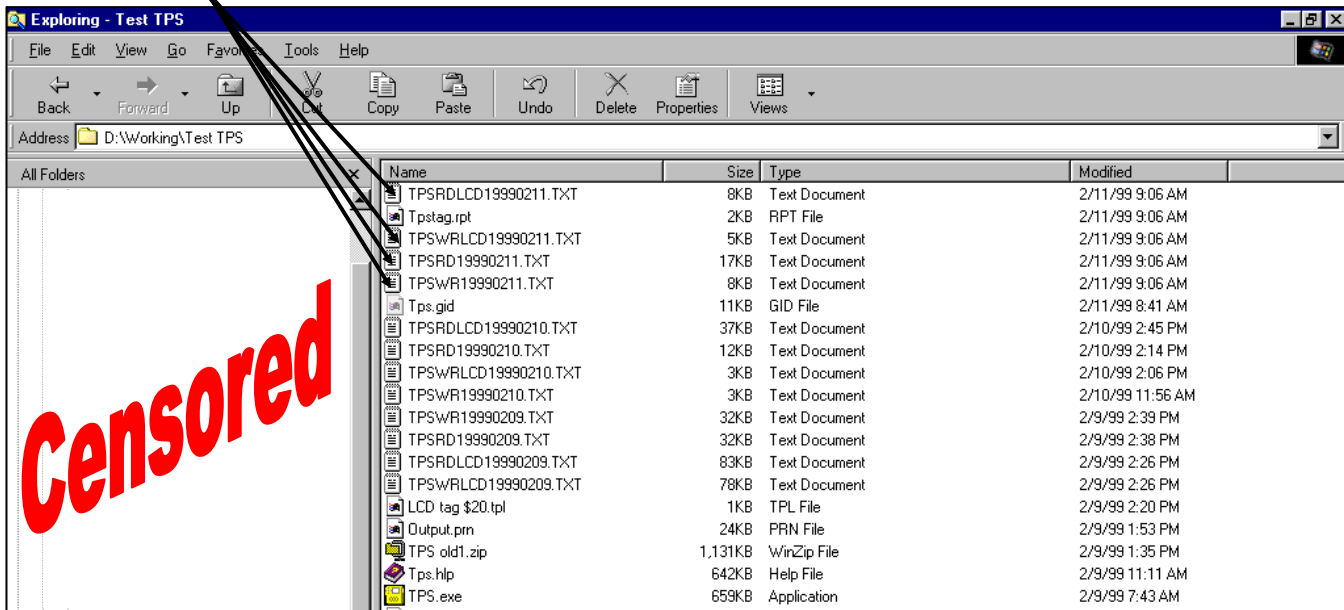 Exploring - Test TPS
File Edit View Go Favorites Tools Help
Back Forward Up Cut Copy Paste Undo Delete Properties Views
Address D:\Working\Test TPS
All Folders
Name Size Type Modified
TPSRDLCD19990211.TXT 8KB Text Document 2/11/99 9:06 AM
Tpstag.rpt 2KB RPT File 2/11/99 9:06 AM
TPSWRLCD19990211.TXT 5KB Text Document 2/11/99 9:06 AM
TPSRD19990211.TXT 17KB Text Document 2/11/99 9:06 AM
TPSWR19990211.TXT 8KB Text Document 2/11/99 9:06 AM
Tps.gid 11KB GID File 2/11/99 8:41 AM
TPSRDLCD19990210.TXT 37KB Text Document 2/10/99 2:45 PM
TPSRD19990210.TXT 12KB Text Document 2/10/99 2:14 PM
TPSWRLCD19990210.TXT 3KB Text Document 2/10/99 2:06 PM
TPSWR19990210.TXT 3KB Text Document 2/10/99 11:56 AM
TPSWR19990209.TXT 32KB Text Document 2/9/99 2:39 PM
TPSRD19990209.TXT 32KB Text Document 2/9/99 2:38 PM
TPSRDLCD19990209.TXT 83KB Text Document 2/9/99 2:26 PM
TPSWRLCD19990209.TXT 78KB Text Document 2/9/99 2:26 PM
LCD tag $20.tpl 1KB TPL File 2/9/99 2:20 PM
Output.prn 24KB PRN File 2/9/99 1:53 PM
TPS old1.zip 1,131KB WinZip File 2/9/99 1:35 PM
Tps.hlp 642KB Help File 2/9/99 11:11 AM
TPS.exe 659KB Application 2/9/99 7:43 AM
Censored